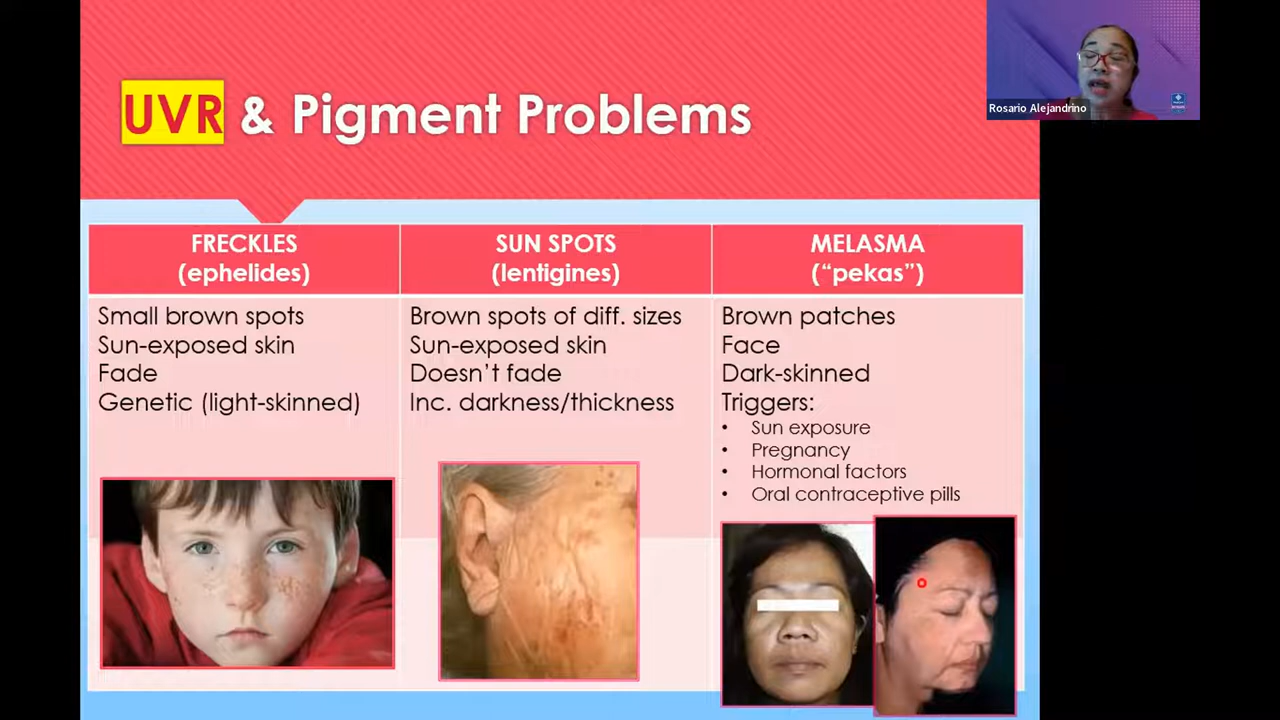 UVR & Pigment Problems
Rosario Alejandrino
FRECKLES
(ephelides)
Small brown spots
Sun-exposed skin
Fade
Genetic (light-skinned)
SUN SPOTS
(lentigines)
Brown spots of diff. sizes
Sun-exposed skin
Doesn’t fade
Inc. darkness/thickness
MELASMA
(“pekas”)
Brown patches
Face
Dark-skinned
Triggers:
• Sun exposure
• Pregnancy
• Hormonal factors
• Oral contraceptive pills